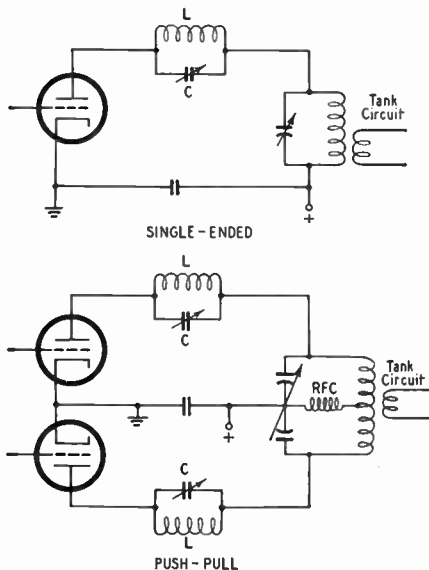 L
C
Tank
Circuit
+
SINGLE-ENDED
L
C
RFC
Tank
Circuit
+
C
L
PUSH-PULL